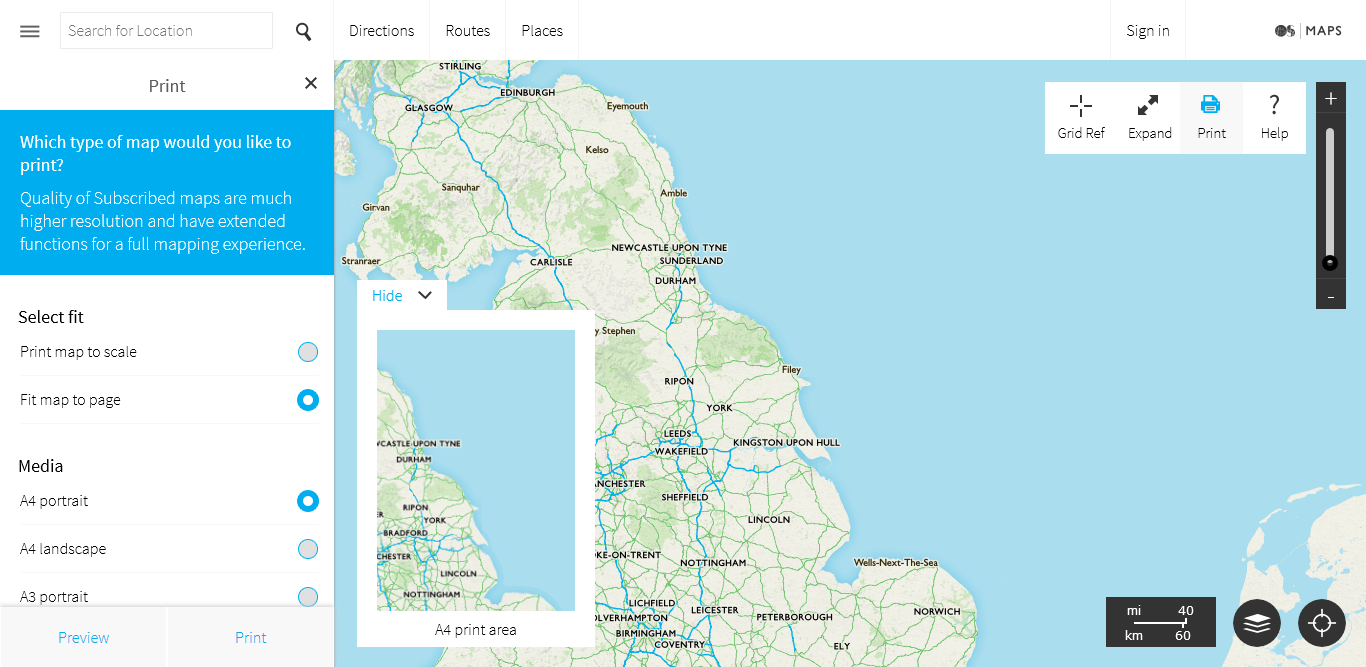 Search for Location
Directions
Routes
Places
Sign in
OS MAPS
Print
Which type of map would you like to
print?
Quality of Subscribed maps are much
higher resolution and have extended
functions for a full mapping experience.
Select fit
Print map to scale
Fit map to page
Media
A4 portrait
A4 landscape
A3 portrait
Preview
Print
Grid Ref
Expand
Print
? Help
+
-
STIRLING
EDINBURGH
GLASGOW
Eyemouth
Kelso
Sanquhar
Amble
Girvan
NEWCASTLE UPON TYNE
Stranraer
CARLISLE
SUNDERLAND
DURHAM
Hide
y Stephen
Filey
RIPON
YORK
LEEDS
KINGSTON UPON HULL
WAKEFIELD
ANCHESTER
SHEFFIELD
LINCOLN
OKE-ON-TRENT
NOTTINGHAM
Wells-Next-The-Sea
LICHFIELD
LEICESTER
NORWICH
OLVERHAMPTON
PETERBOROUGH
BIRMINGHAM
COVENTRY
ELY
WCASTLE UPON TYNE
DURHAM
RIPON
ER
YORK
BRADFORD
CHESTER
LINCOLN
NOTTINGHAM
A4 print area
mi 40
km 60